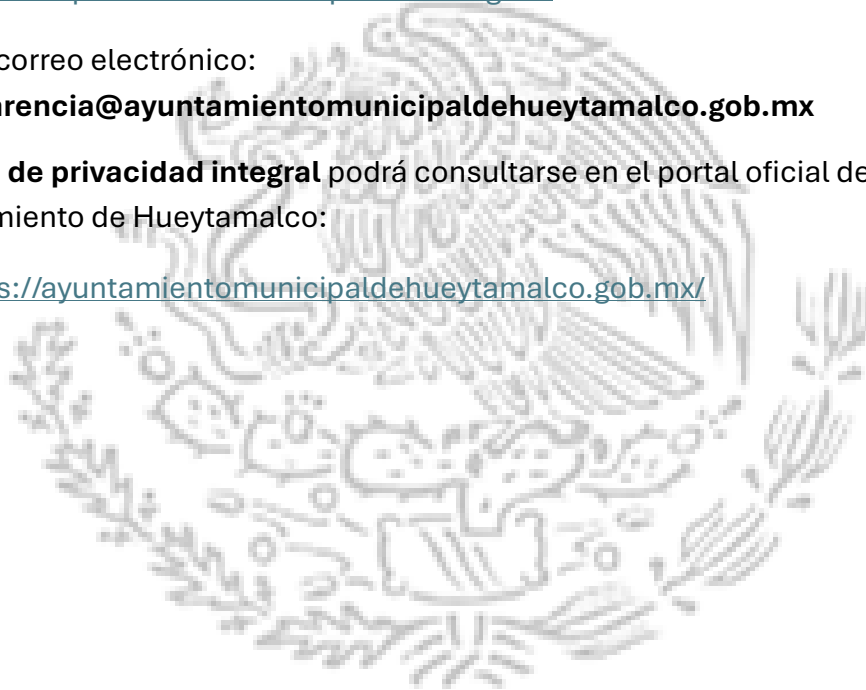 correo electrónico:
arencia@ayuntamientomunicipaldehueytamalco.gob.mx
de privacidad integral podrá consultarse en el portal oficial de
miento de Hueytamalco:
s://ayuntamientomunicipaldehueytamalco.gob.mx/